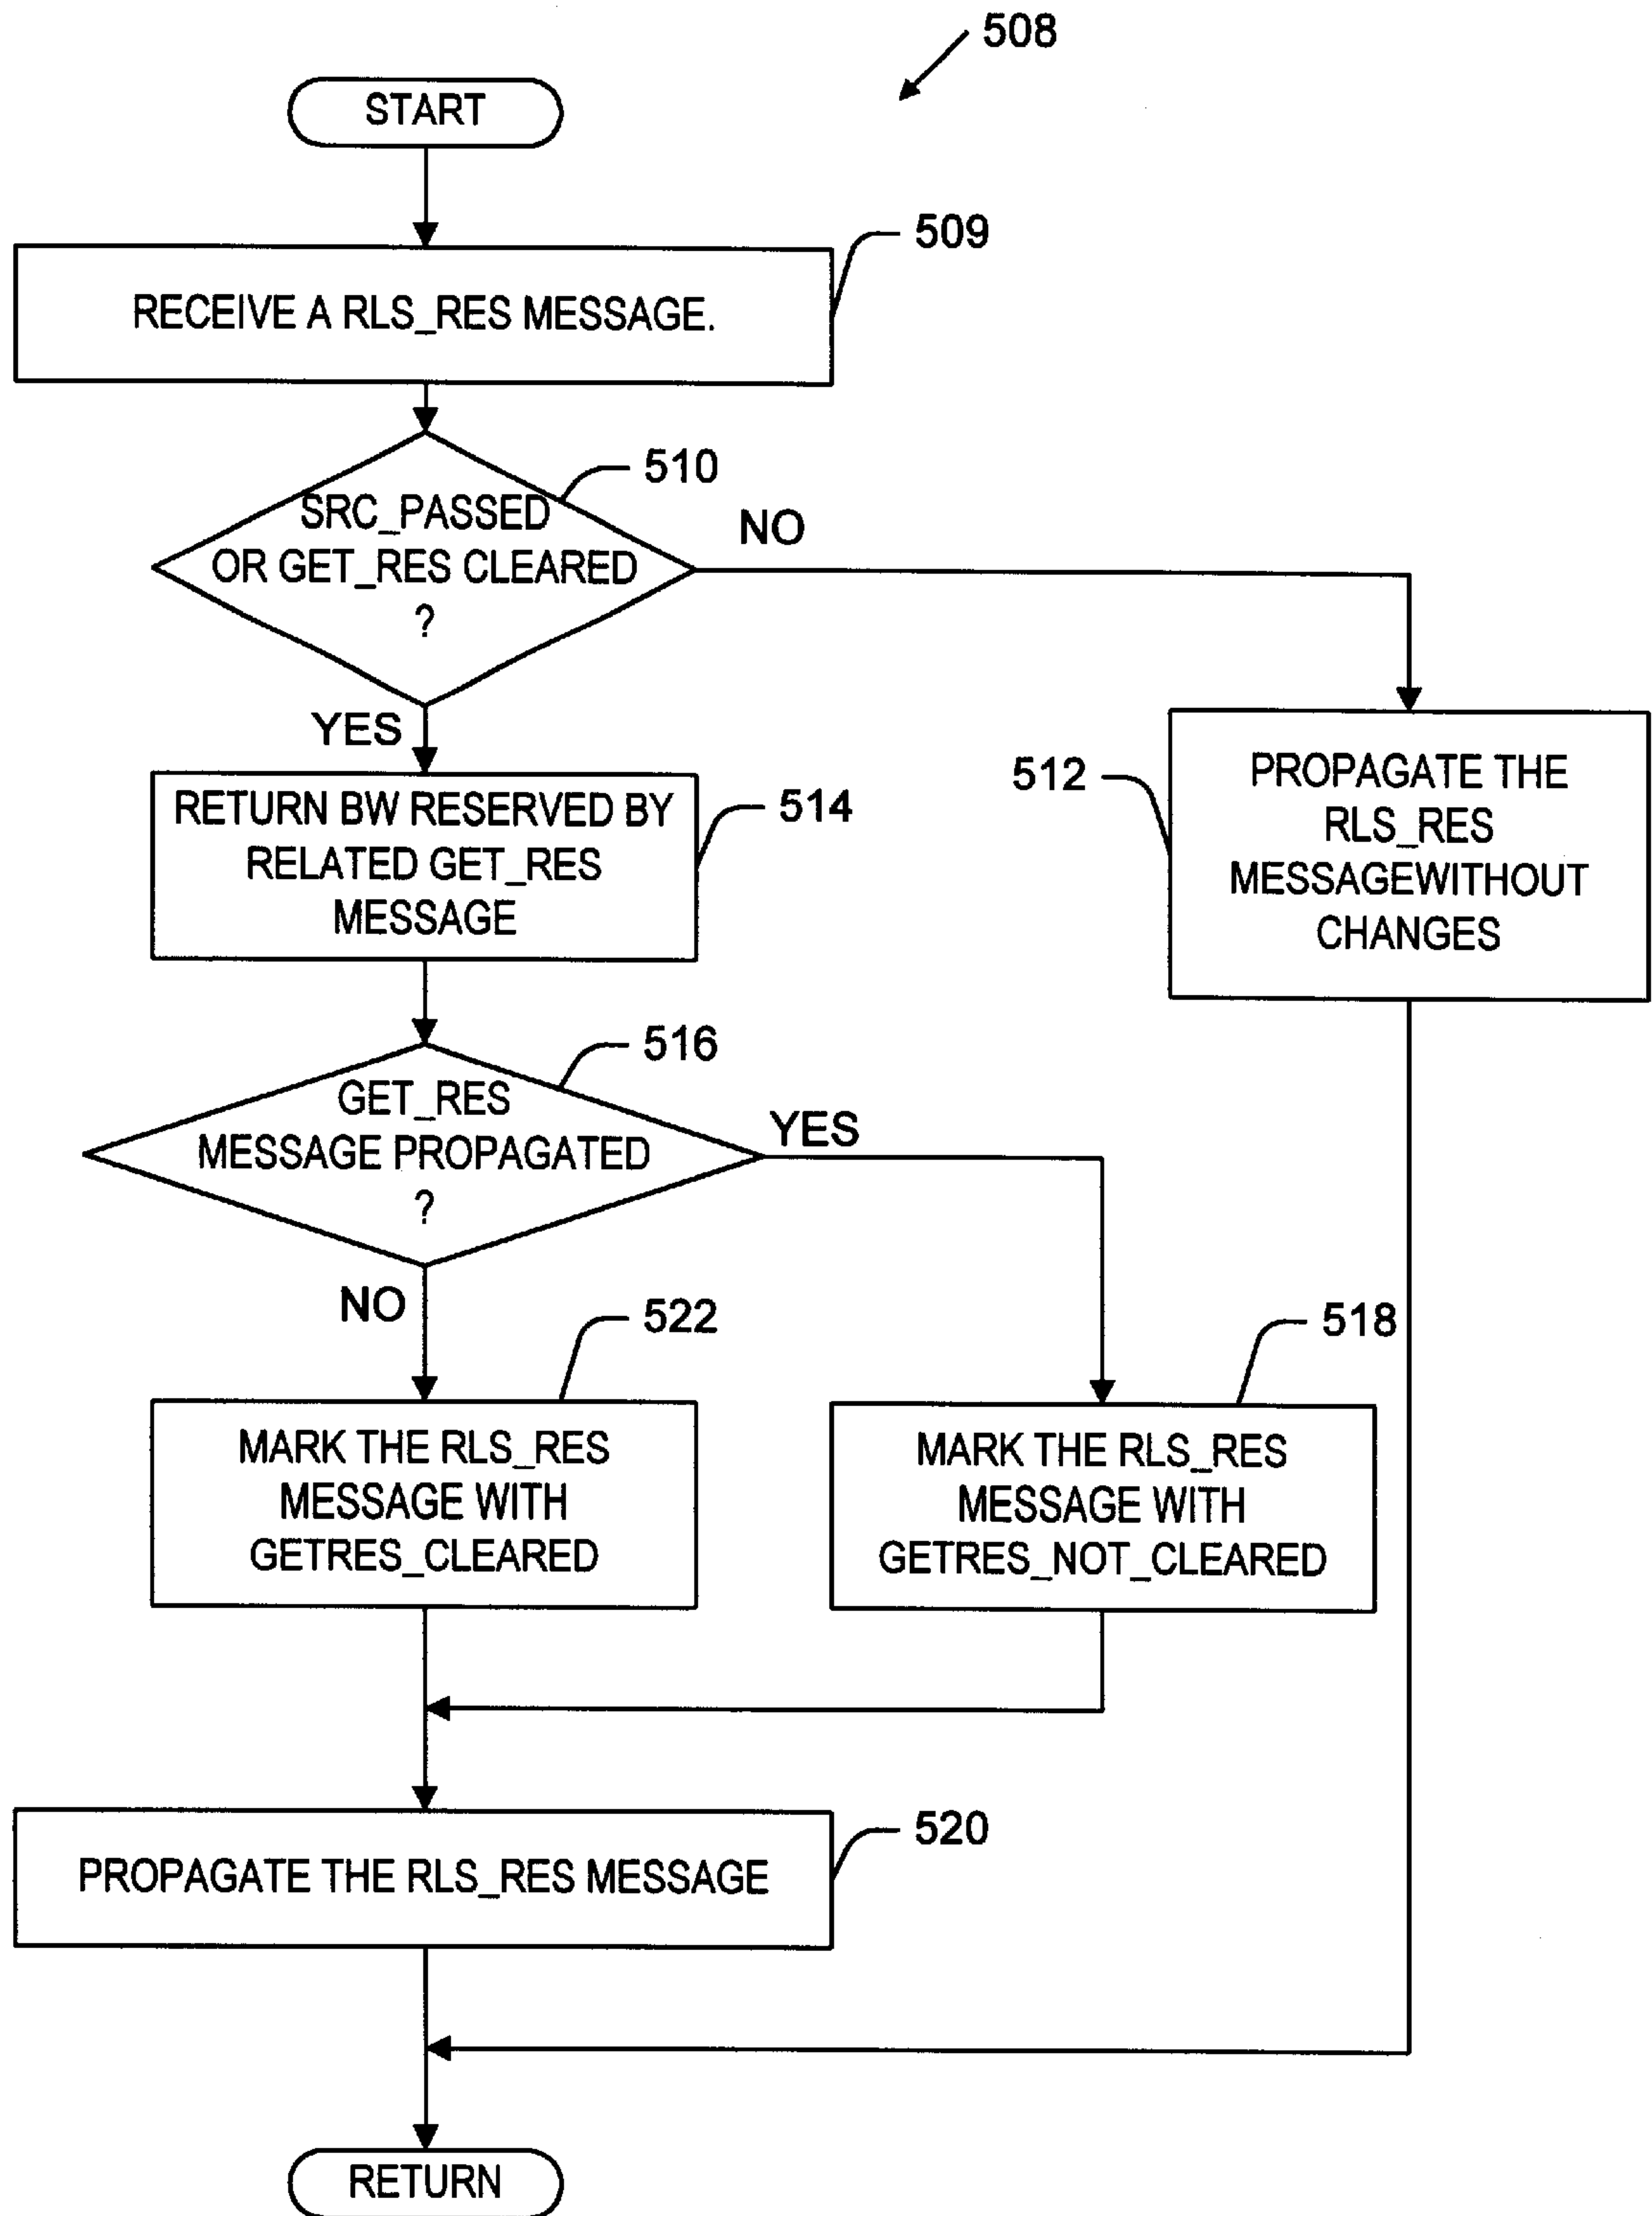 508
START
509
RECEIVE A RLS_RES MESSAGE.
510
SRC_PASSED
OR GET_RES CLEARED
?
NO
YES
RETURN BW RESERVED BY
RELATED GET_RES
MESSAGE
514
512
PROPAGATE THE
RLS_RES
MESSAGEWITHOUT
CHANGES
516
GET_RES
MESSAGE PROPAGATED
?
YES
NO
522
MARK THE RLS_RES
MESSAGE WITH
GETRES_CLEARED
518
MARK THE RLS_RES
MESSAGE WITH
GETRES_NOT_CLEARED
520
PROPAGATE THE RLS_RES MESSAGE
RETURN